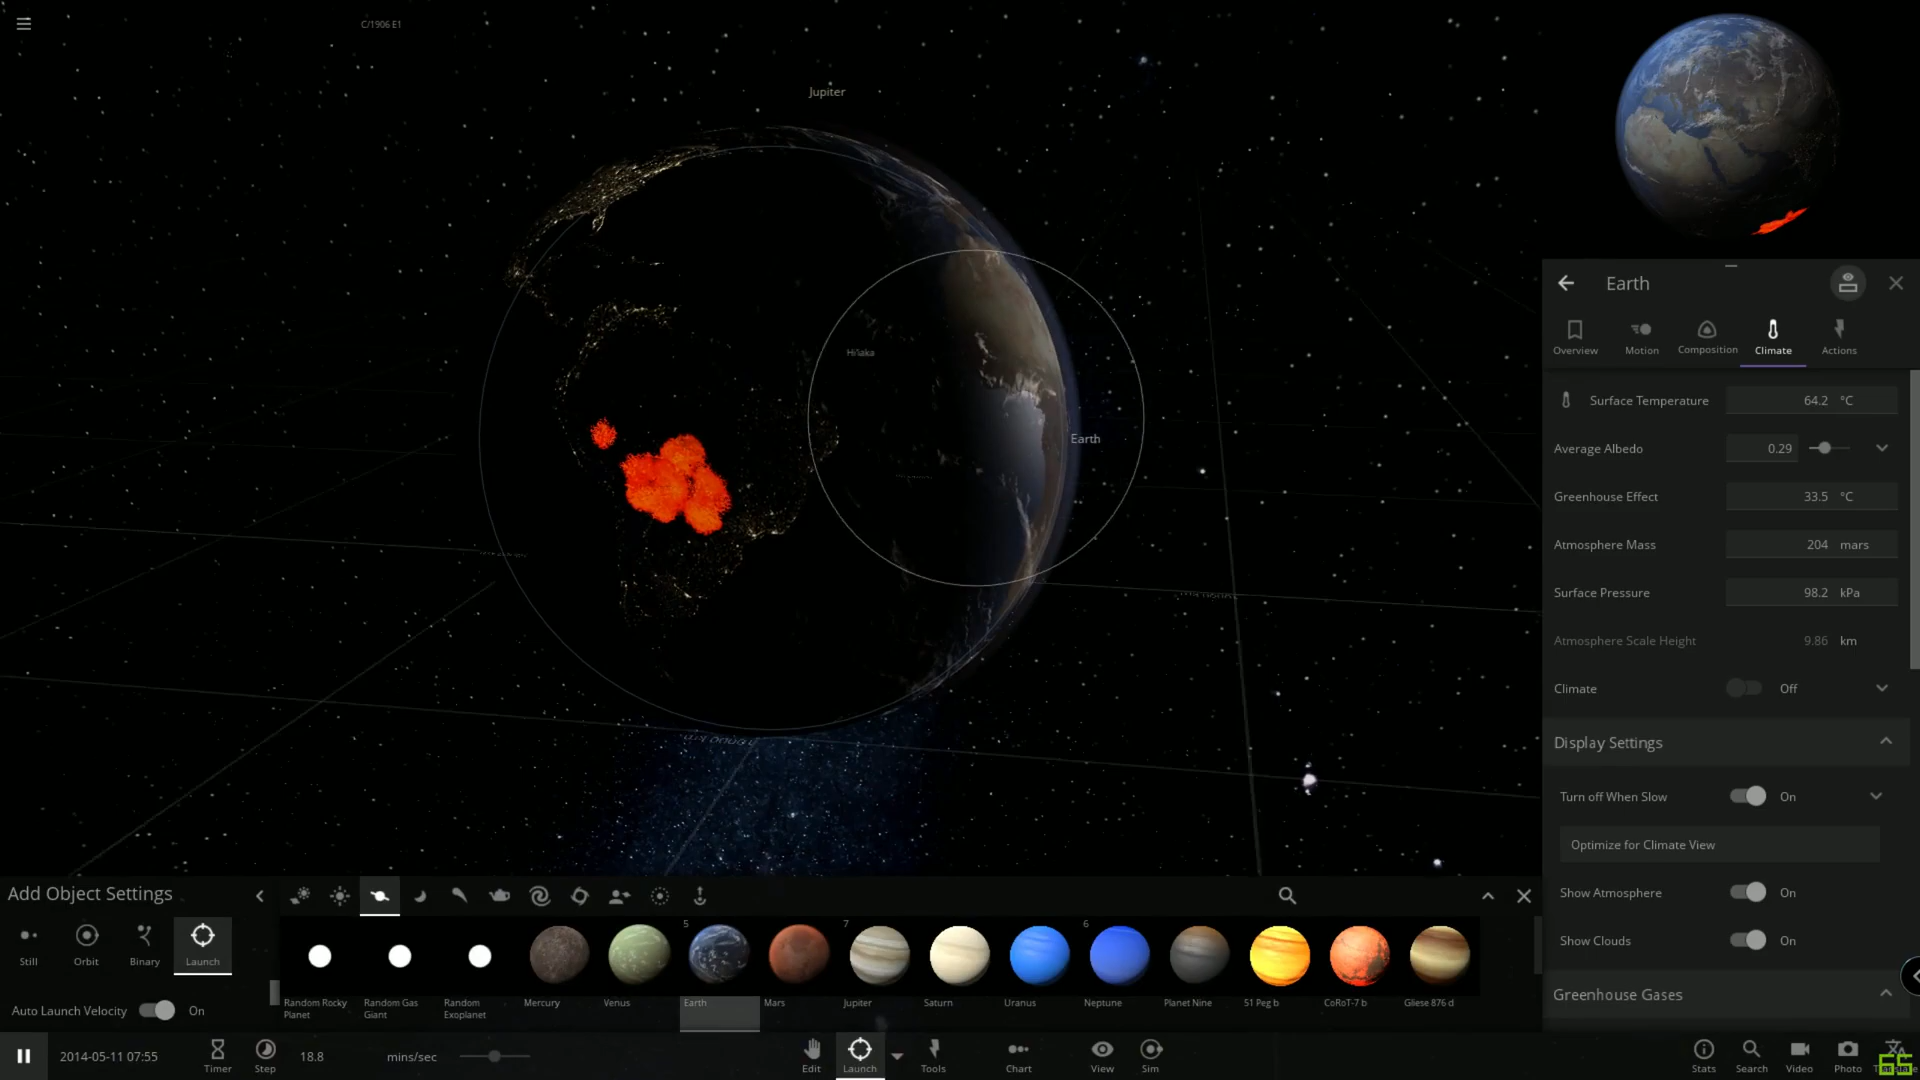 C/1906 E1
Jupiter
Hi'iaka
Earth
Earth
Overview
Motion
Composition
Climate
Actions
Surface Temperature 64.2 °C
Average Albedo 0.29
Greenhouse Effect 33.5 °C
Atmosphere Mass 204 mars
Surface Pressure 98.2 kPa
Atmosphere Scale Height 9.86 km
Climate Off
Display Settings
Turn off When Slow On
Optimize for Climate View
Show Atmosphere On
Show Clouds On
Greenhouse Gases
Add Object Settings
Still
Orbit
Binary
Launch
Auto Launch Velocity On
5
7
6
Random Rocky
Planet
Random Gas
Giant
Random
Exoplanet
Mercury
Venus
Earth
Mars
Jupiter
Saturn
Uranus
Neptune
Planet Nine
51 Peg b
CoRoT-7 b
Gliese 876 d
2014-05-11 07:55
Timer
Step
18.8 mins/sec
Edit
Launch
Tools
Chart
View
Sim
Stats
Search
Video
Photo
65